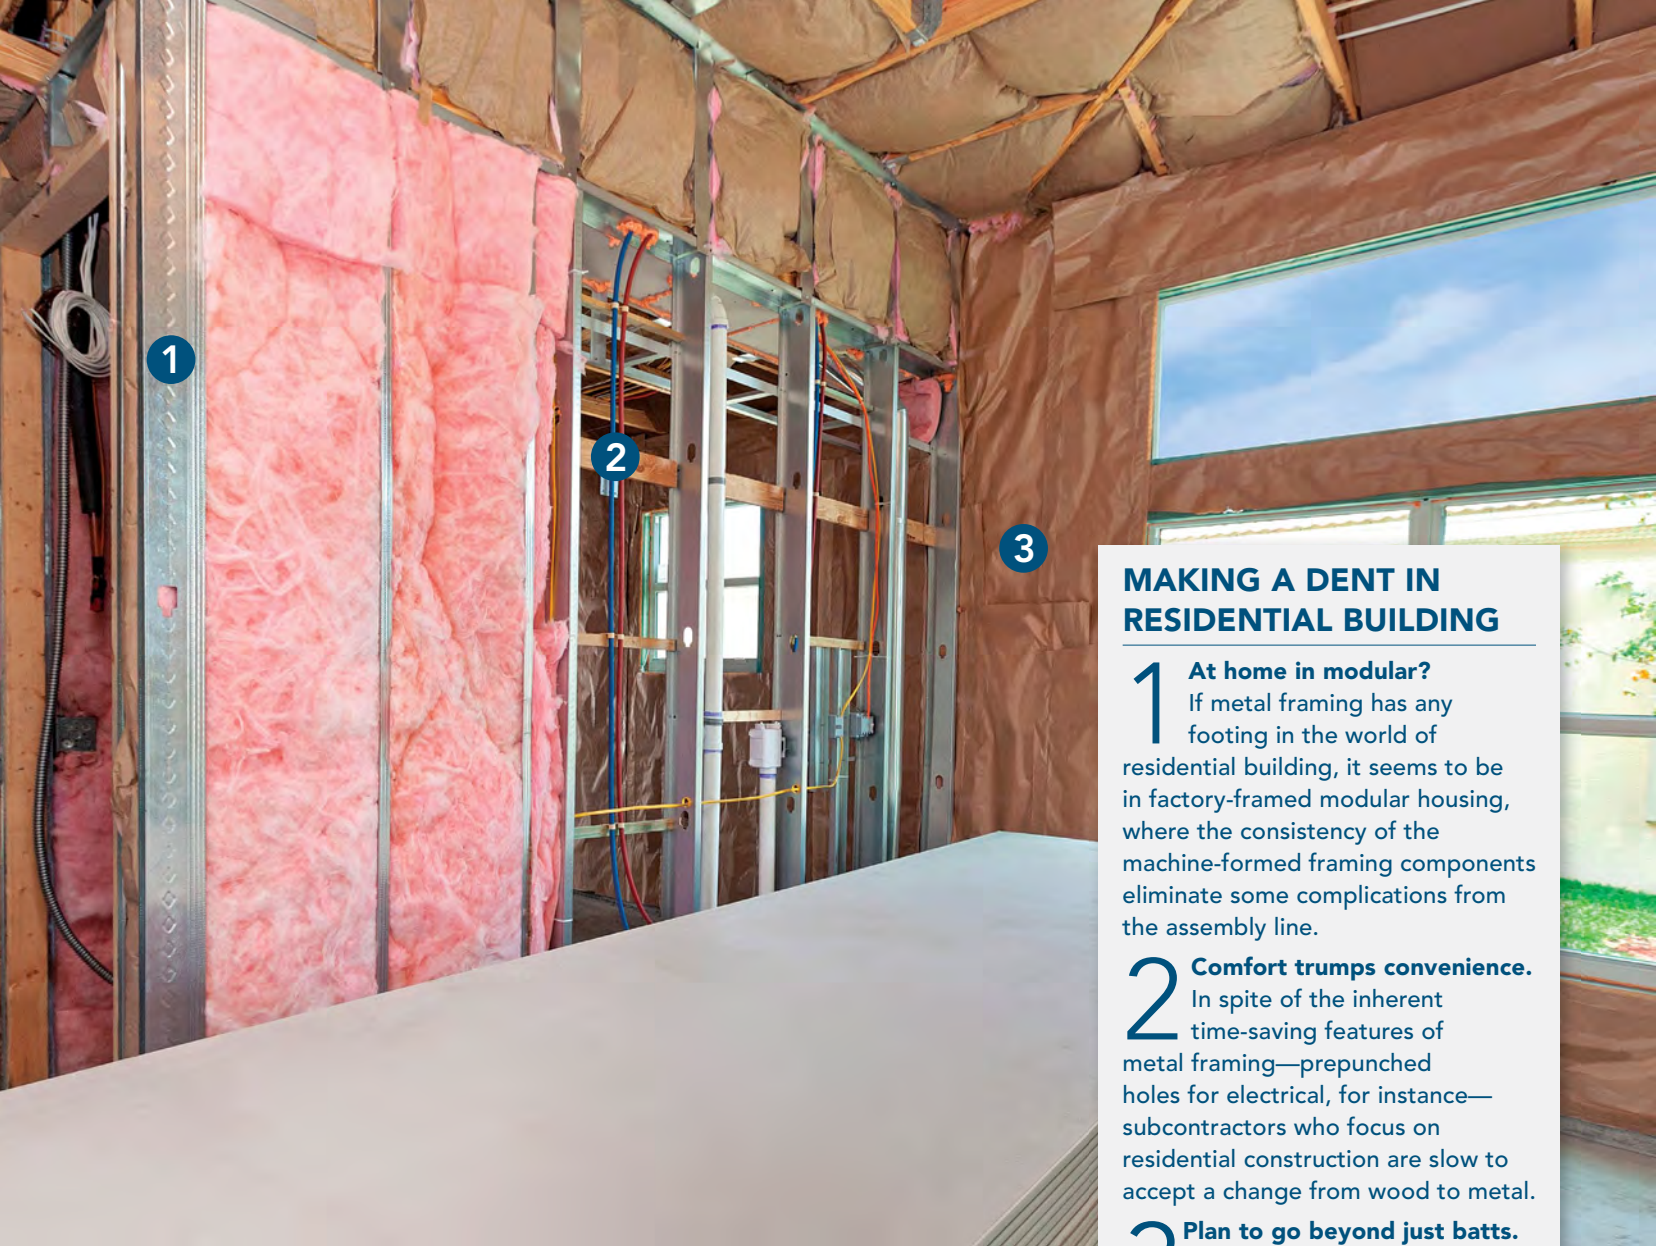 1
2
3
MAKING A DENT IN
RESIDENTIAL BUILDING
1 At home in modular?
If metal framing has any
footing in the world of
residential building, it seems to be
in factory-framed modular housing,
where the consistency of the
machine-formed framing components
eliminate some complications from
the assembly line.
2 Comfort trumps convenience.
In spite of the inherent
time-saving features of
metal framing—prepunched
holes for electrical, for instance—
subcontractors who focus on
residential construction are slow to
accept a change from wood to metal.
3 Plan to go beyond just batts.